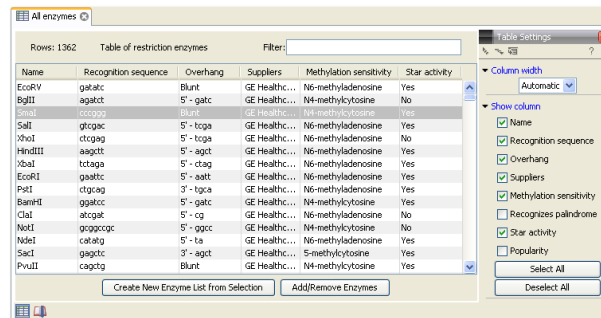 All enzymes
Rows: 1362 Table of restriction enzymes Filter:
Name Recognition sequence Overhang Suppliers Methylation sensitivity Star activity
EcoRV gatatc Blunt GE Healthc... N6-methyladenosine Yes
BglII agatct 5' - gatc GE Healthc... N4-methylcytosine No
SmaI cccggg Blunt GE Healthc... N4-methylcytosine Yes
SalI gtcgac 5' - tcga GE Healthc... N6-methyladenosine Yes
XhoI ctcgag 5' - tcga GE Healthc... N6-methyladenosine No
HindIII aagctt 5' - agct GE Healthc... N6-methyladenosine Yes
XbaI tctaga 5' - ctag GE Healthc... N6-methyladenosine Yes
EcoRI gaattc 5' - aatt GE Healthc... N6-methyladenosine Yes
PstI ctgcag 3' - tgca GE Healthc... N6-methyladenosine Yes
BamHI ggatcc 5' - gatc GE Healthc... N4-methylcytosine Yes
ClaI atcgat 5' - cg GE Healthc... N6-methyladenosine No
NotI gcggccgc 5' - ggcc GE Healthc... N4-methylcytosine No
NdeI catatg 5' - ta GE Healthc... N6-methyladenosine Yes
SacI gagctc 3' - agct GE Healthc... 5-methylcytosine Yes
PvuII cagctg Blunt GE Healthc... N4-methylcytosine Yes
Create New Enzyme List from Selection Add/Remove Enzymes
Table Settings
?
Column width
Automatic
Show column
Name
Recognition sequence
Overhang
Suppliers
Methylation sensitivity
Recognizes palindrome
Star activity
Popularity
Select All
Deselect All